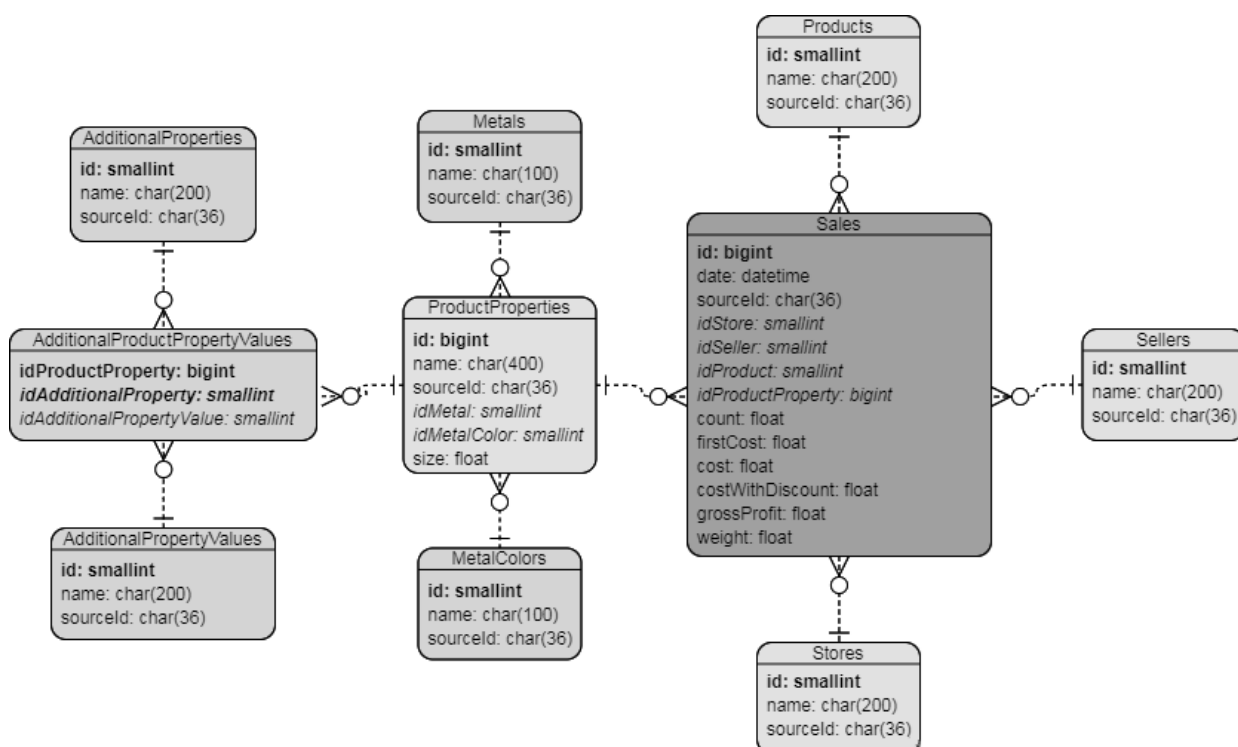 Products
id: smallint
name: char(200)
sourceId: char(36)
Metals
id: smallint
name: char(100)
sourceId: char(36)
AdditionalProperties
id: smallint
name: char(200)
sourceId: char(36)
Sales
id: bigint
date: datetime
sourceId: char(36)
idStore: smallint
idSeller: smallint
idProduct: smallint
idProductProperty: bigint
count: float
firstCost: float
cost: float
costWithDiscount: float
grossProfit: float
weight: float
ProductProperties
id: bigint
name: char(400)
sourceId: char(36)
idMetal: smallint
idMetalColor: smallint
size: float
AdditionalProductPropertyValues
idProductProperty: bigint
idAdditionalProperty: smallint
idAdditionalPropertyValue: smallint
Sellers
id: smallint
name: char(200)
sourceId: char(36)
AdditionalPropertyValues
id: smallint
name: char(200)
sourceId: char(36)
MetalColors
id: smallint
name: char(100)
sourceId: char(36)
Stores
id: smallint
name: char(200)
sourceId: char(36)